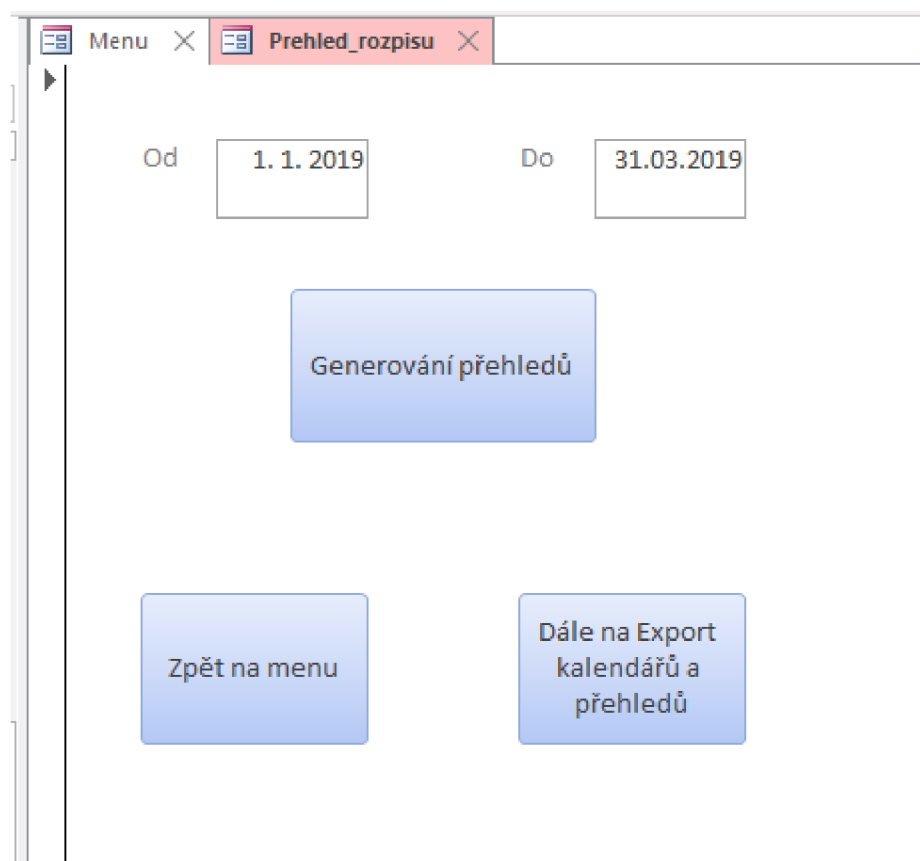 Menu
Prehled_rozpisu
Od
1. 1. 2019
Do
31.03.2019
Generování přehledů
Zpět na menu
Dále na Export
kalendářů a
přehledů